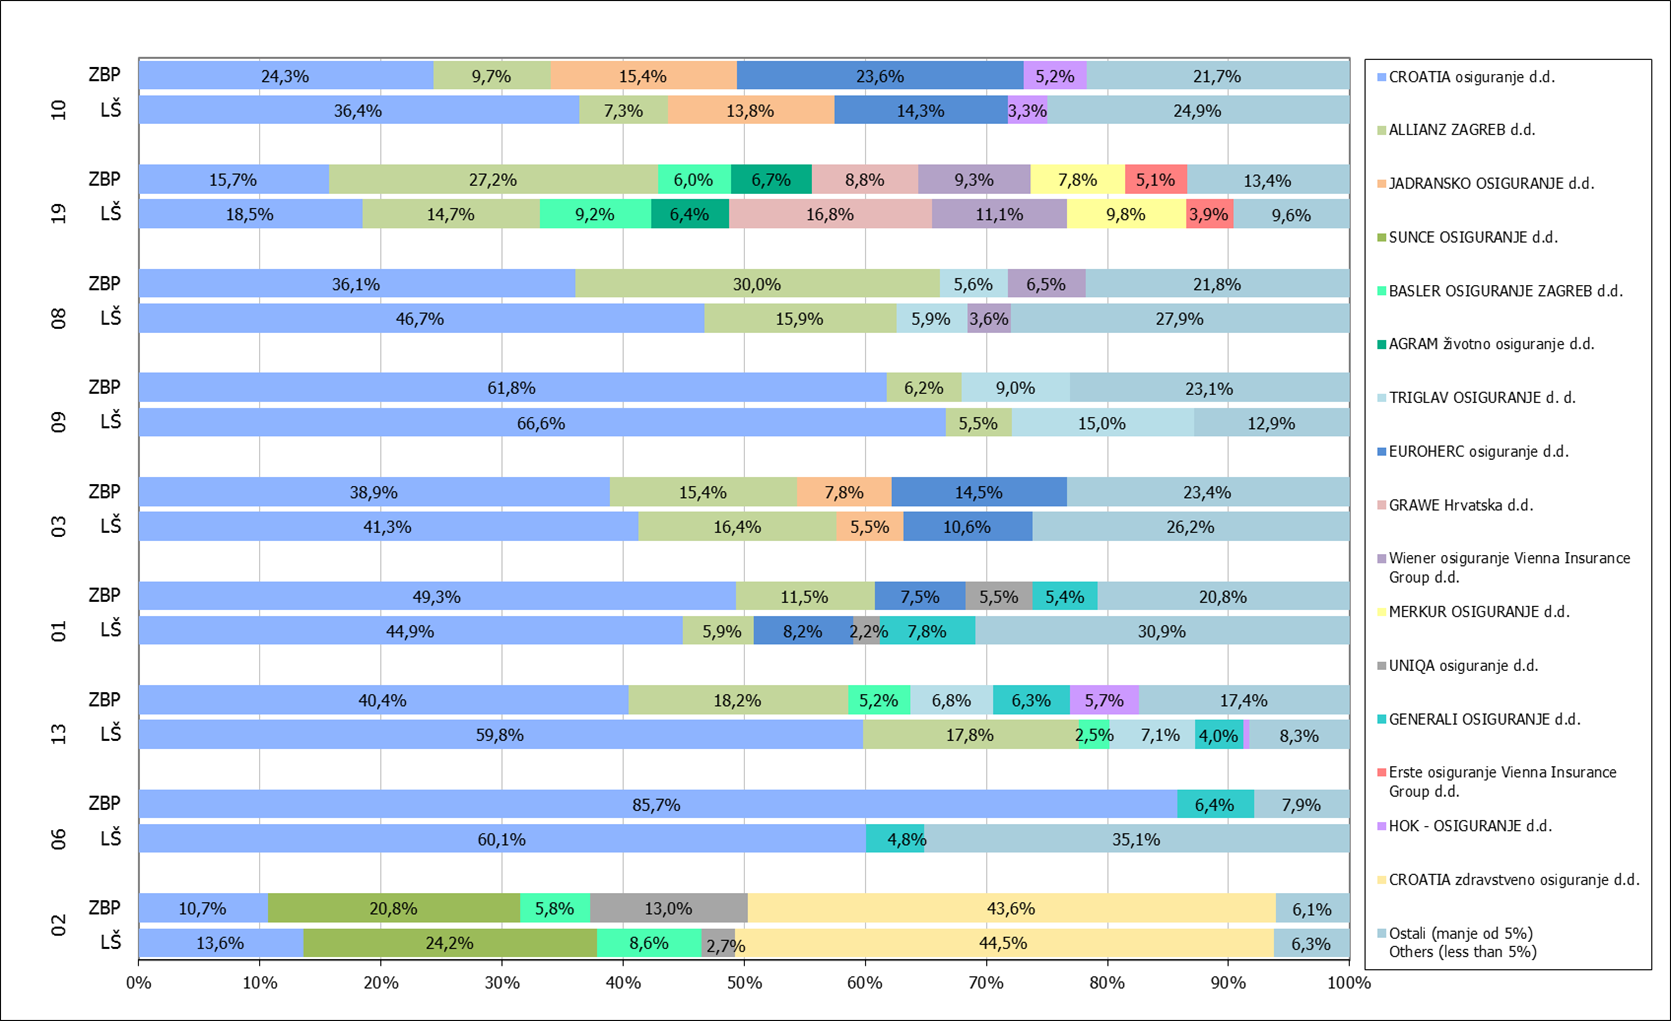 10
ZBP
24,3% 9,7% 15,4% 23,6% 5,2% 21,7%
LŠ
36,4% 7,3% 13,8% 14,3% 3,3% 24,9%
19
ZBP
15,7% 27,2% 6,0% 6,7% 8,8% 9,3% 7,8% 5,1% 13,4%
LŠ
18,5% 14,7% 9,2% 6,4% 16,8% 11,1% 9,8% 3,9% 9,6%
08
ZBP
36,1% 30,0% 5,6% 6,5% 21,8%
LŠ
46,7% 15,9% 5,9% 3,6% 27,9%
09
ZBP
61,8% 6,2% 9,0% 23,1%
LŠ
66,6% 5,5% 15,0% 12,9%
03
ZBP
38,9% 15,4% 7,8% 14,5% 23,4%
LŠ
41,3% 16,4% 5,5% 10,6% 26,2%
01
ZBP
49,3% 11,5% 7,5% 5,5% 5,4% 20,8%
LŠ
44,9% 5,9% 8,2% 2,2% 7,8% 30,9%
13
ZBP
40,4% 18,2% 5,2% 6,8% 6,3% 5,7% 17,4%
LŠ
59,8% 17,8% 2,5% 7,1% 4,0% 8,3%
06
ZBP
85,7% 6,4% 7,9%
LŠ
60,1% 4,8% 35,1%
02
ZBP
10,7% 20,8% 5,8% 13,0% 43,6% 6,1%
LŠ
13,6% 24,2% 8,6% 2,7% 44,5% 6,3%
0% 10% 20% 30% 40% 50% 60% 70% 80% 90% 100%
CROATIA osiguranje d.d.
ALLIANZ ZAGREB d.d.
JADRANSKO OSIGURANJE d.d.
SUNCE OSIGURANJE d.d.
BASLER OSIGURANJE ZAGREB d.d.
AGRAM životno osiguranje d.d.
TRIGLAV OSIGURANJE d. d.
EUROHERC osiguranje d.d.
GRAWE Hrvatska d.d.
Wiener osiguranje Vienna Insurance
Group d.d.
MERKUR OSIGURANJE d.d.
UNIQA osiguranje d.d.
GENERALI OSIGURANJE d.d.
Erste osiguranje Vienna Insurance
Group d.d.
HOK - OSIGURANJE d.d.
CROATIA zdravstveno osiguranje d.d.
Ostali (manje od 5%)
Others (less than 5%)